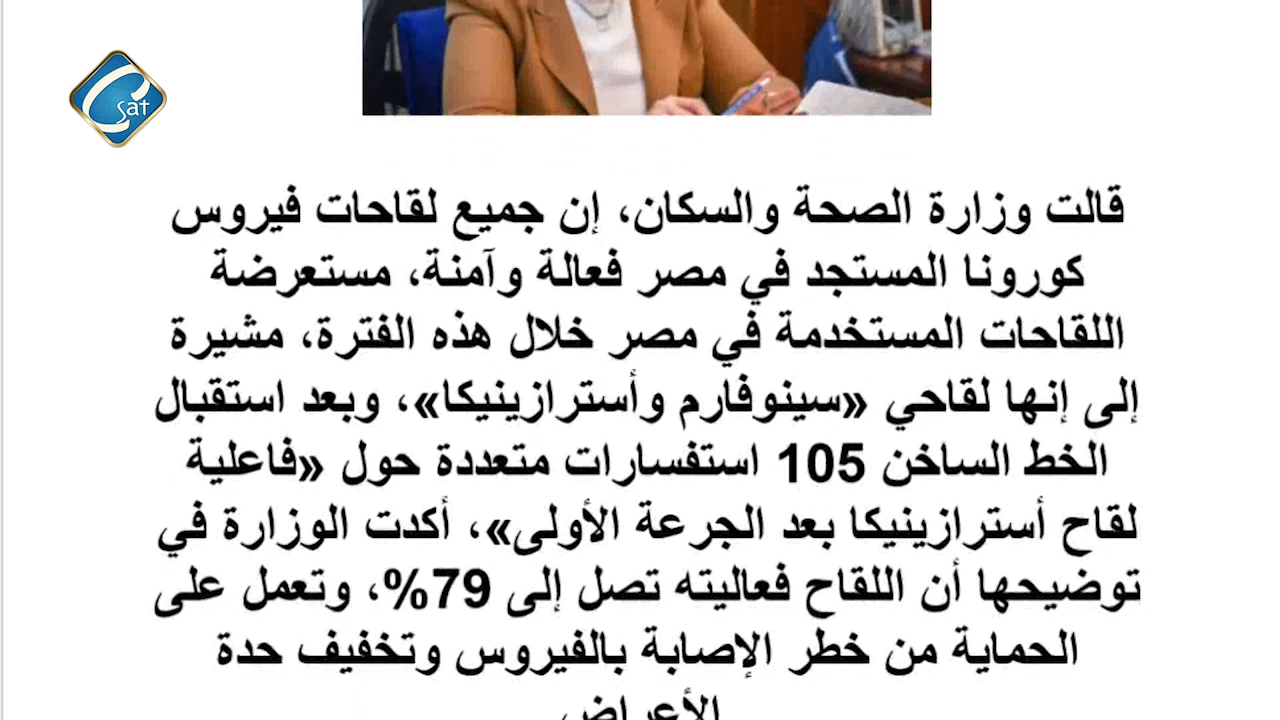 sat
قالت وزارة الصحة والسكان، إن جميع لقاحات فيروس
كورونا المستجد في مصر فعالة وآمنة، مستعرضة
اللقاحات المستخدمة في مصر خلال هذه الفترة، مشيرة
إلى إنها لقاحي «سينوفارم وأسترازينيكا»، وبعد استقبال
الخط الساخن 105 استفسارات متعددة حول «فاعلية
لقاح أسترازينيكا بعد الجرعة الأولى»، أكدت الوزارة في
توضيحها أن اللقاح فعاليته تصل إلى 79%، وتعمل على
الحماية من خطر الإصابة بالفيروس وتخفيف حدة
الأعراض